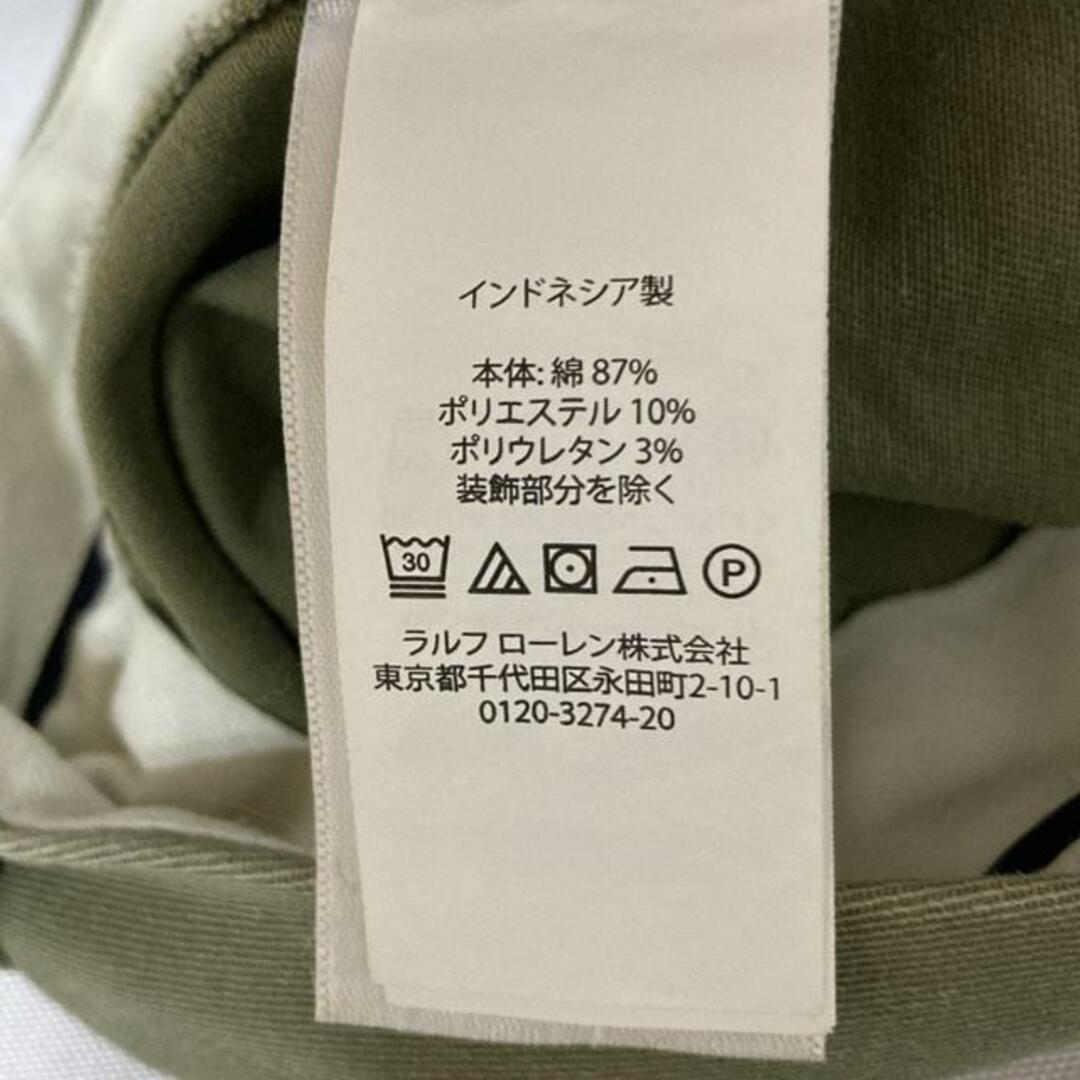 インドネシア製
本体: 綿 87%
ポリエステル 10%
ポリウレタン 3%
装飾部分を除く
30 P
ラルフ ローレン株式会社
東京都千代田区永田町2-10-1
0120-3274-20